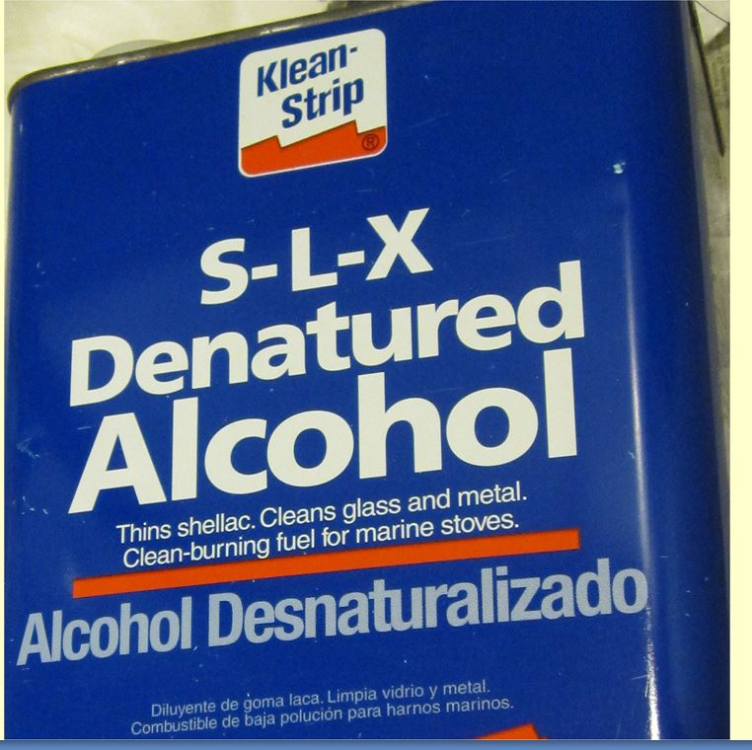 Klean-
Strip
®
S-L-X
Denatured
Alcohol
Thins shellac. Cleans glass and metal.
Clean-burning fuel for marine stoves.
Alcohol Desnaturalizado
Diluyente de goma laca. Limpia vidrio y metal.
Combustible de baja polución para harnos marinos.